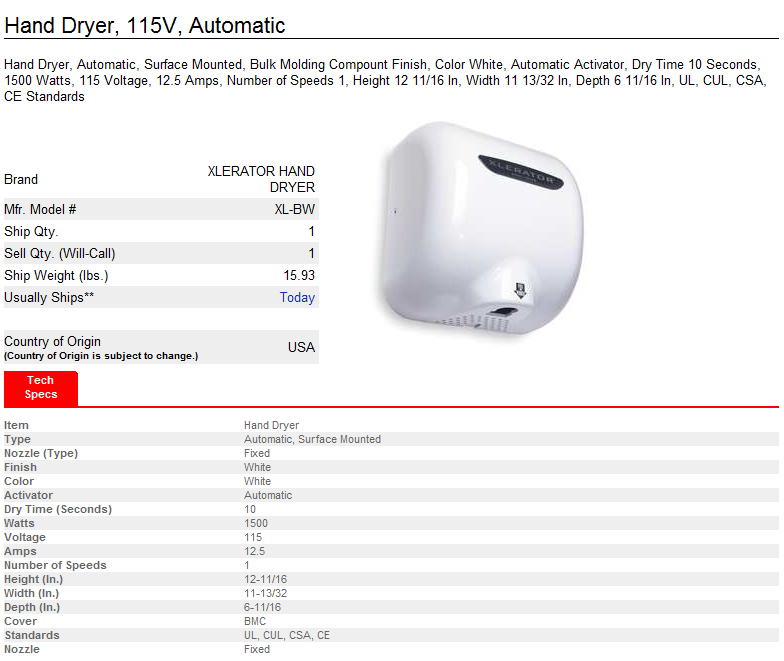 Hand Dryer, 115V, Automatic
Hand Dryer, Automatic, Surface Mounted, Bulk Molding Compount Finish, Color White, Automatic Activator, Dry Time 10 Seconds,
1500 Watts, 115 Voltage, 12.5 Amps, Number of Speeds 1, Height 12 11/16 In, Width 11 13/32 In, Depth 6 11/16 In, UL, CUL, CSA,
CE Standards
XLERATOR
Brand XLERATOR HAND
DRYER
Mfr. Model # XL-BW
Ship Qty. 1
Sell Qty. (Will-Call) 1
Ship Weight (lbs.) 15.93
Usually Ships** Today
Country of Origin
(Country of Origin is subject to change.) USA
Tech
Specs
Item Hand Dryer
Type Automatic, Surface Mounted
Nozzle (Type) Fixed
Finish White
Color White
Activator Automatic
Dry Time (Seconds) 10
Watts 1500
Voltage 115
Amps 12.5
Number of Speeds 1
Height (In.) 12-11/16
Width (In.) 11-13/32
Depth (In.) 6-11/16
Cover BMC
Standards UL, CUL, CSA, CE
Nozzle Fixed